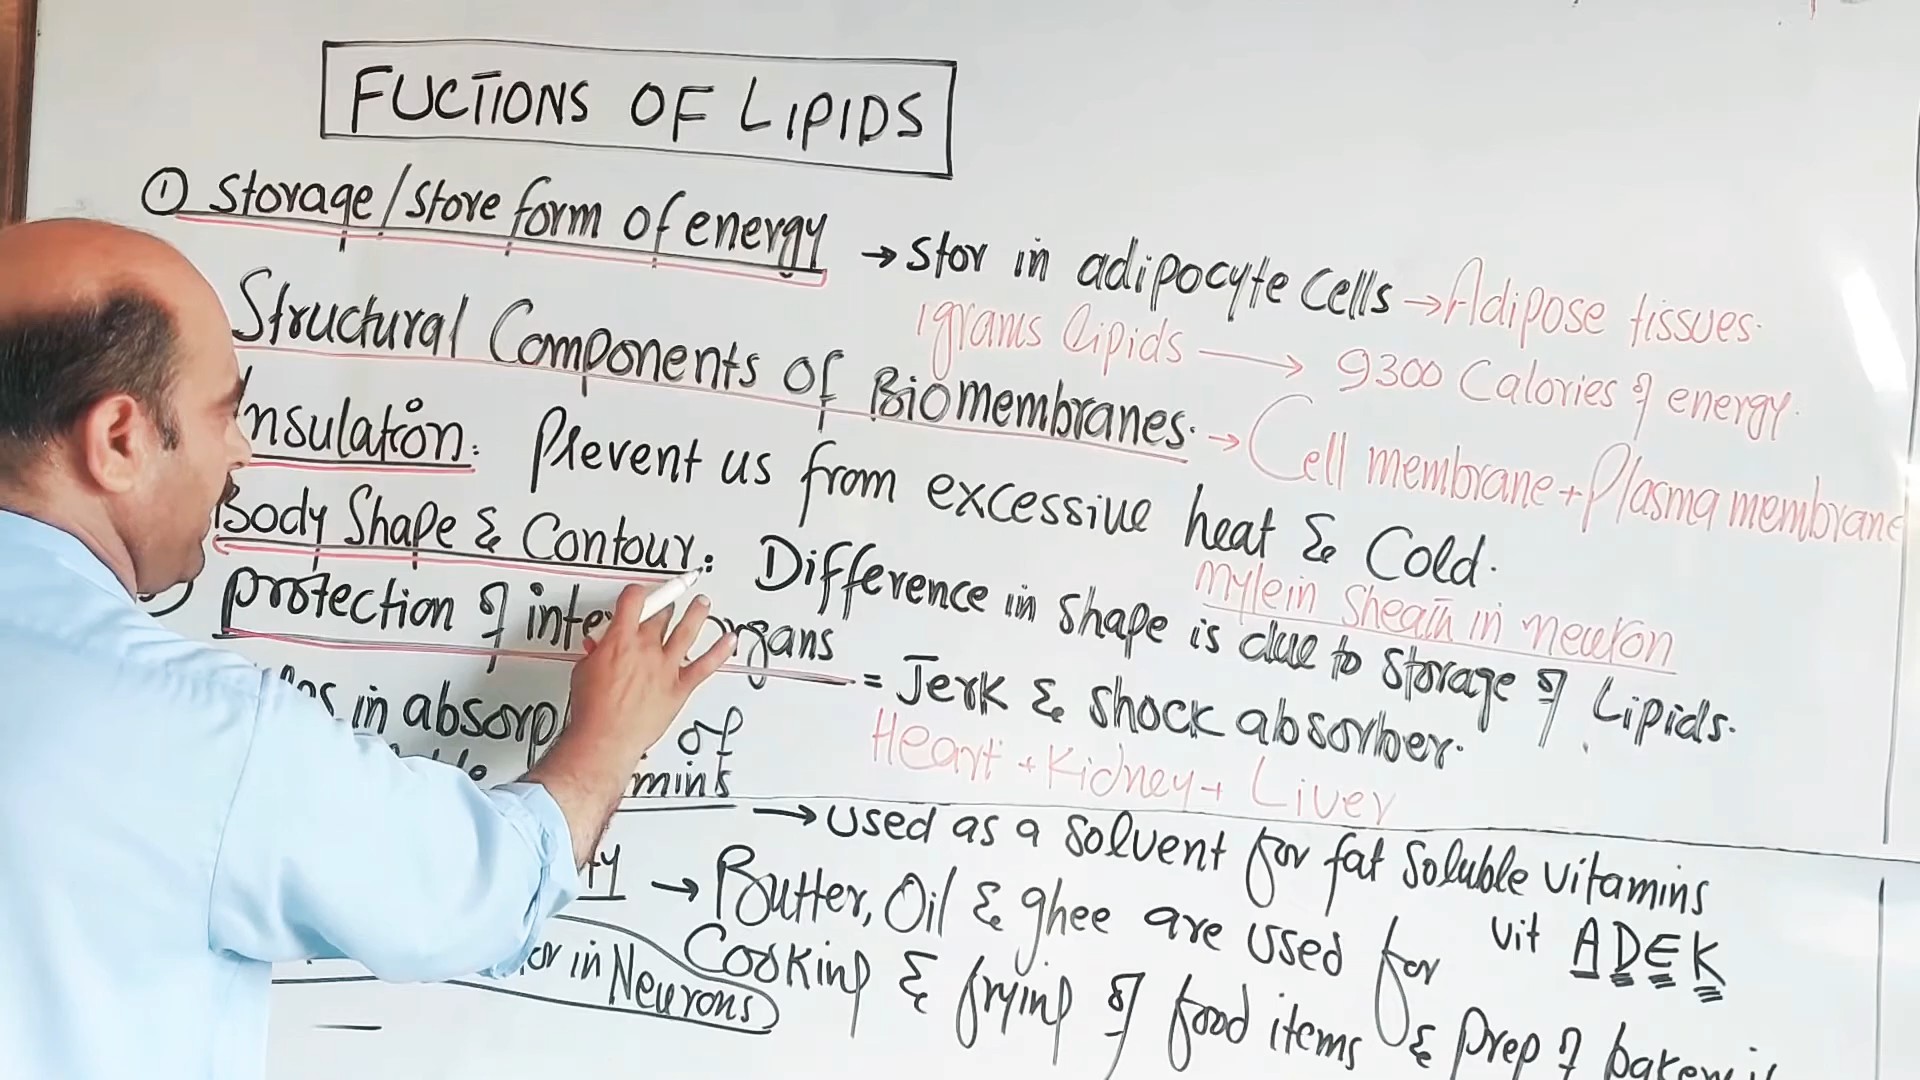 FUCTIONS OF LIPIDS
① Storage/store form of energy → Stor in adipocyte Cells → Adipose tissues.
1grams lipids → 9300 Calories of energy.
Structural Components of Biomembranes. → Cell membrane + Plasma membrane
Insulation: Prevent us from excessive heat & Cold.
mylein sheath in neuron
Body Shape & Contour: Difference in shape is due to storage of Lipids.
protection of organs = Jerk & shock absorber.
Heart + Kidney + Liver
in absorp of
→ used as a solvent for fat soluble vitamins
vit ADEK
→ Butter, Oil & ghee are used for
Cooking & frying of food items & prep of
in Neurons